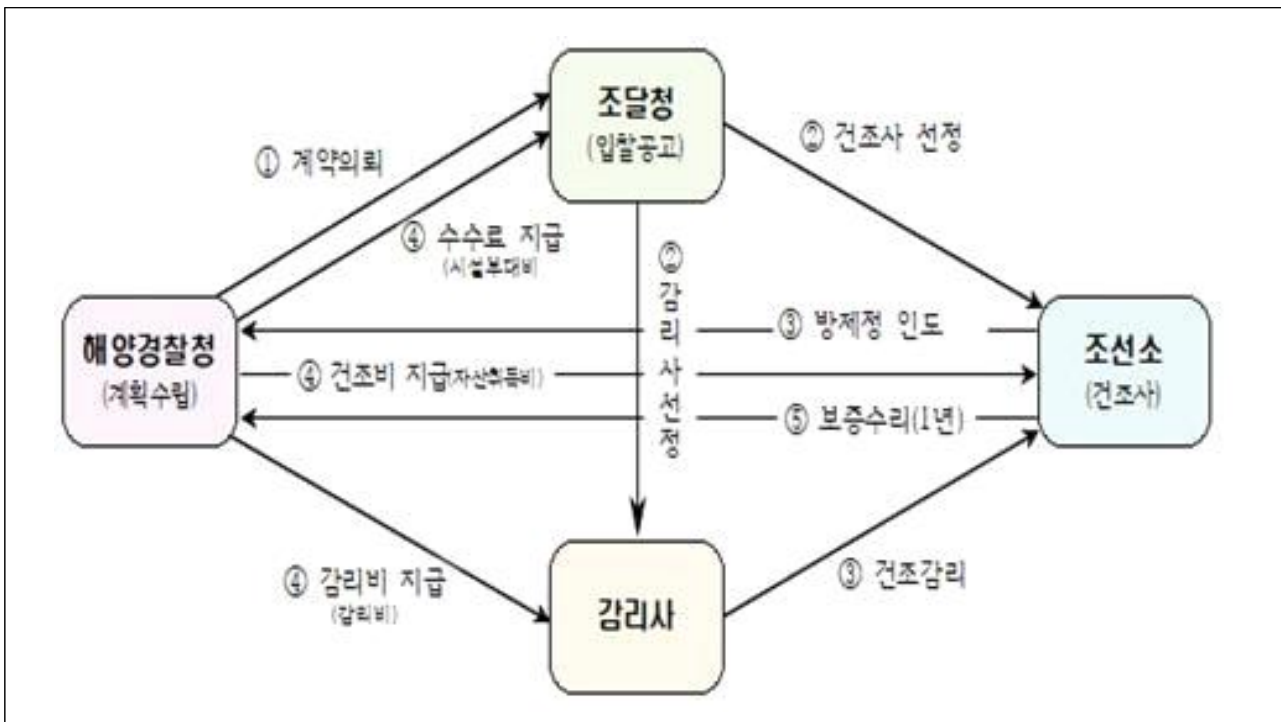 조달청
(입찰공고)
① 계약의뢰
② 건조사 선정
④ 수수료 지급
(시설부대비)
② 감리사선정
해양경찰청
(계획수립)
③ 방제정 인도
④ 건조비 지급(자산취득비)
⑤ 보증수리(1년)
조선소
(건조사)
④ 감리비 지급
(감리비)
③ 건조감리
감리사